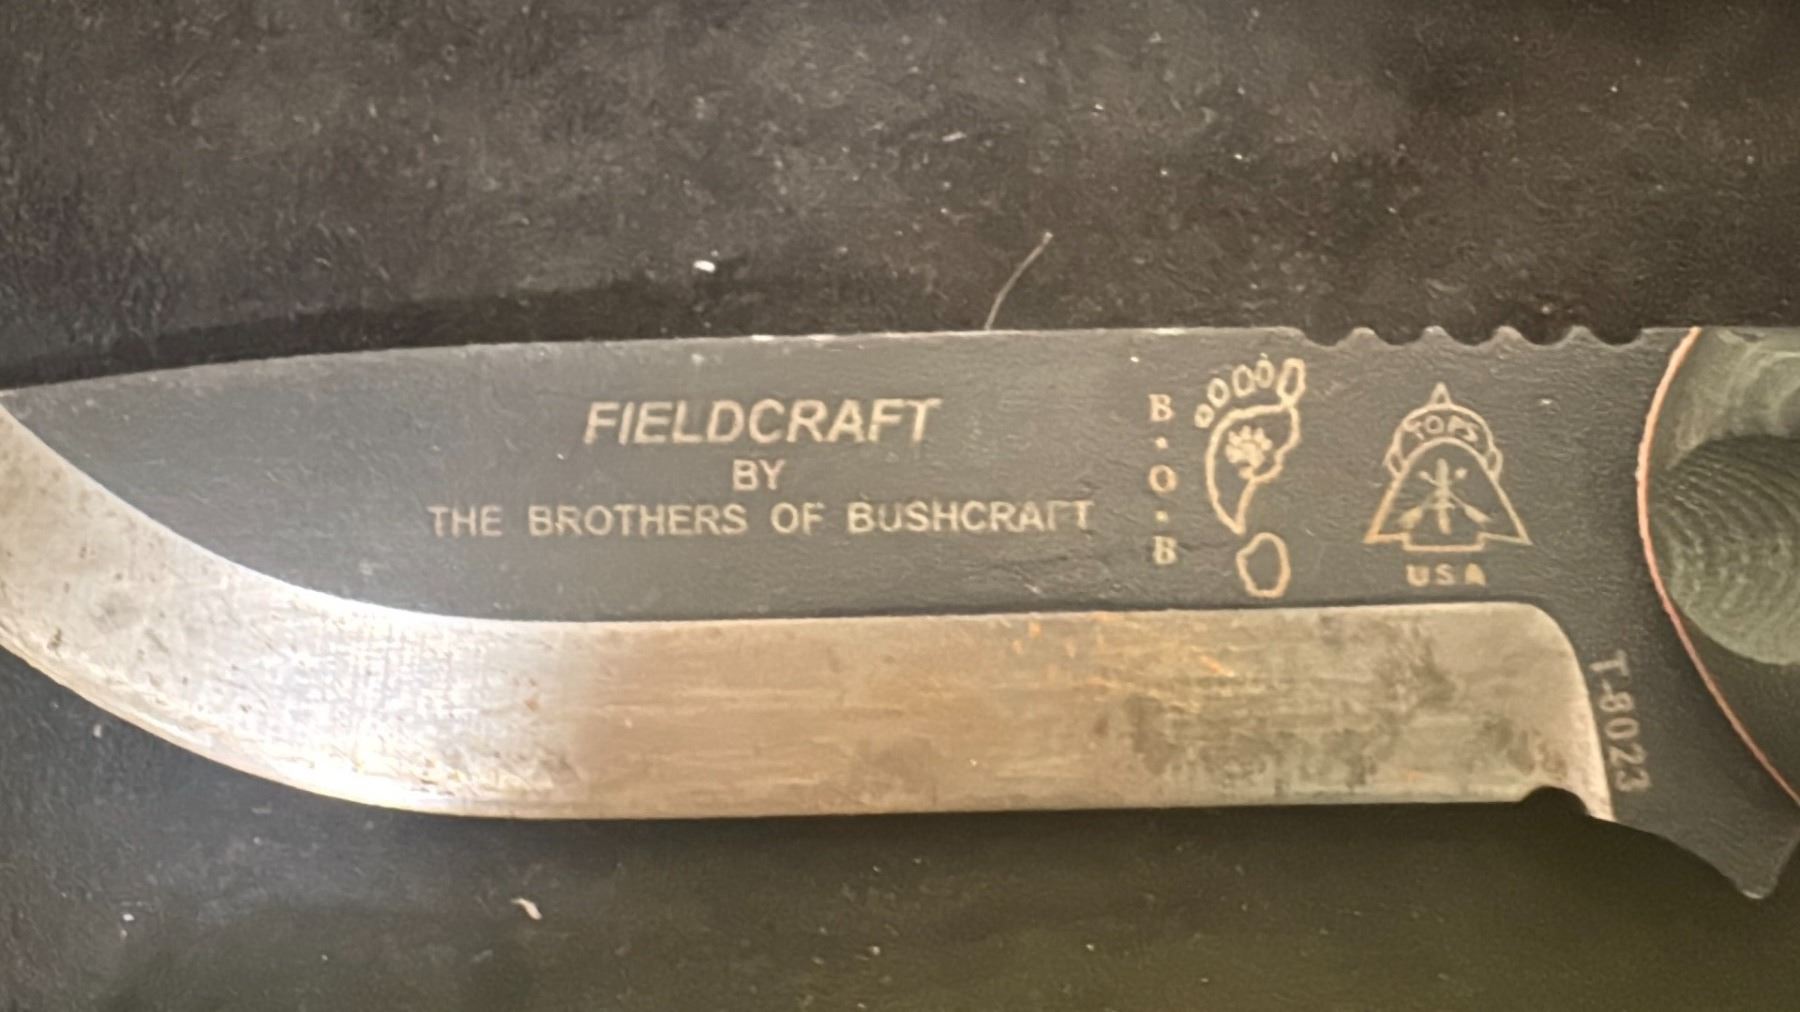 FIELDCRAFT
BY
THE BROTHERS OF BUSHCRAFT
B·O·B
TOPS
USA
T-8023